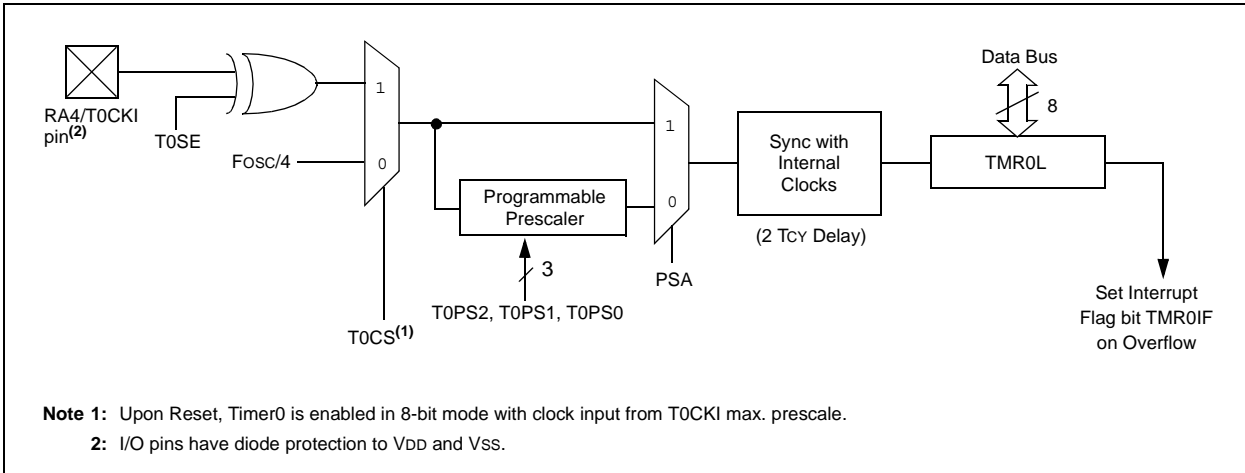 Data Bus
8
RA4/T0CKI
pin(2)
T0SE
1
FOSC/4
0
1
Programmable
Prescaler
0
Sync with
Internal
Clocks
TMR0L
(2 TCY Delay)
3
PSA
T0PS2, T0PS1, T0PS0
T0CS(1)
Set Interrupt
Flag bit TMR0IF
on Overflow
Note 1: Upon Reset, Timer0 is enabled in 8-bit mode with clock input from T0CKI max. prescale.
2: I/O pins have diode protection to VDD and VSS.